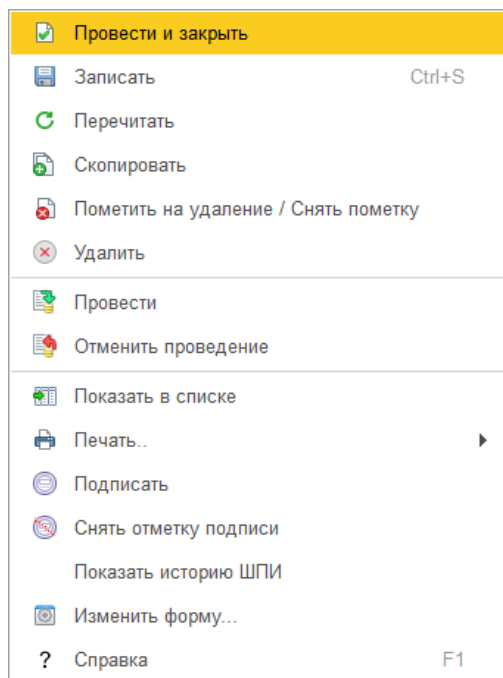 Провести и закрыть
Записать Ctrl+S
Перечитать
Скопировать
Пометить на удаление / Снять пометку
Удалить
Провести
Отменить проведение
Показать в списке
Печать..
Подписать
Снять отметку подписи
Показать историю ШПИ
Изменить форму...
? Справка F1